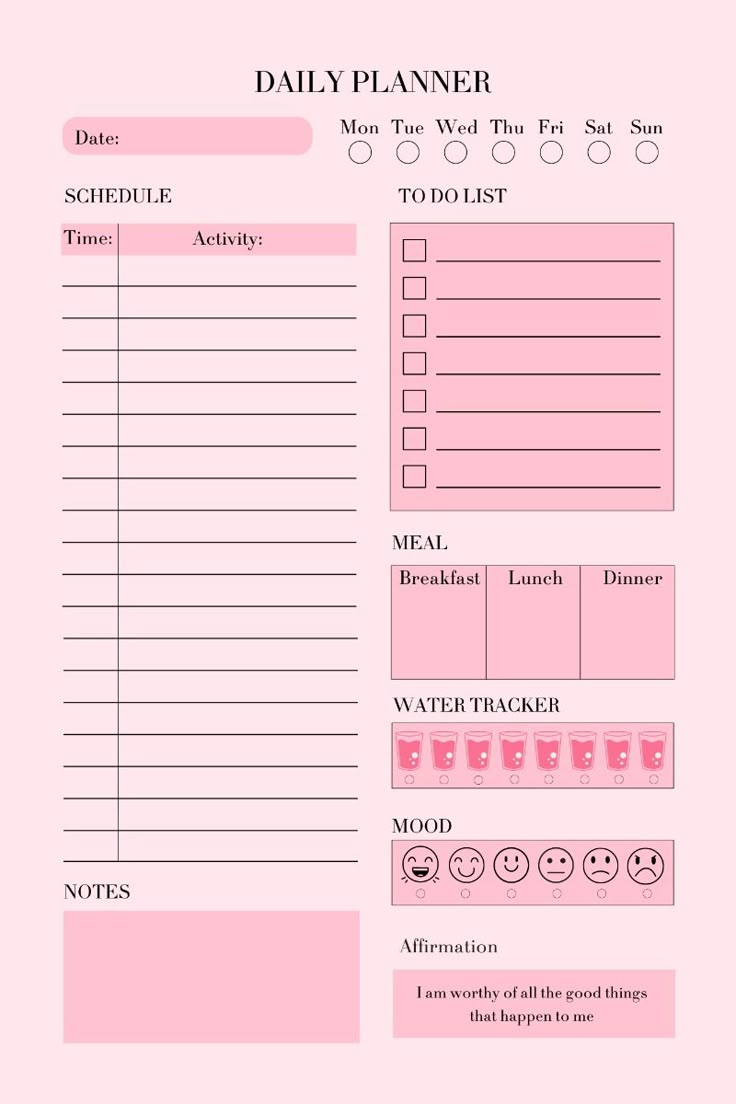 DAILY PLANNER
Date:
Mon Tue Wed Thu Fri Sat Sun
SCHEDULE
Time: Activity:
TO DO LIST
MEAL
Breakfast Lunch Dinner
WATER TRACKER
MOOD
NOTES
Affirmation
I am worthy of all the good things
that happen to me